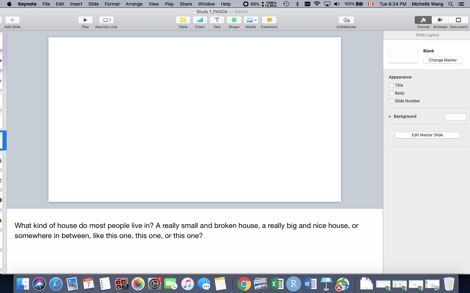 Keynote File Edit Insert Slide Format Arrange View Play Share Window Help
100%
Tue 6:24 PM Michelle Wang
Study 1_PANDA — Edited
Add Slide
Play
Keynote Live
Table
Chart
Text
Shape
Media
Comment
Collaborate
Format
Animate
Document
Slide Layout
Blank
Change Master
Appearance
Title
Body
Slide Number
Background
Edit Master Slide
What kind of house do most people live in? A really small and broken house, a really big and nice house, or
somewhere in between, like this one, this one, or this one?